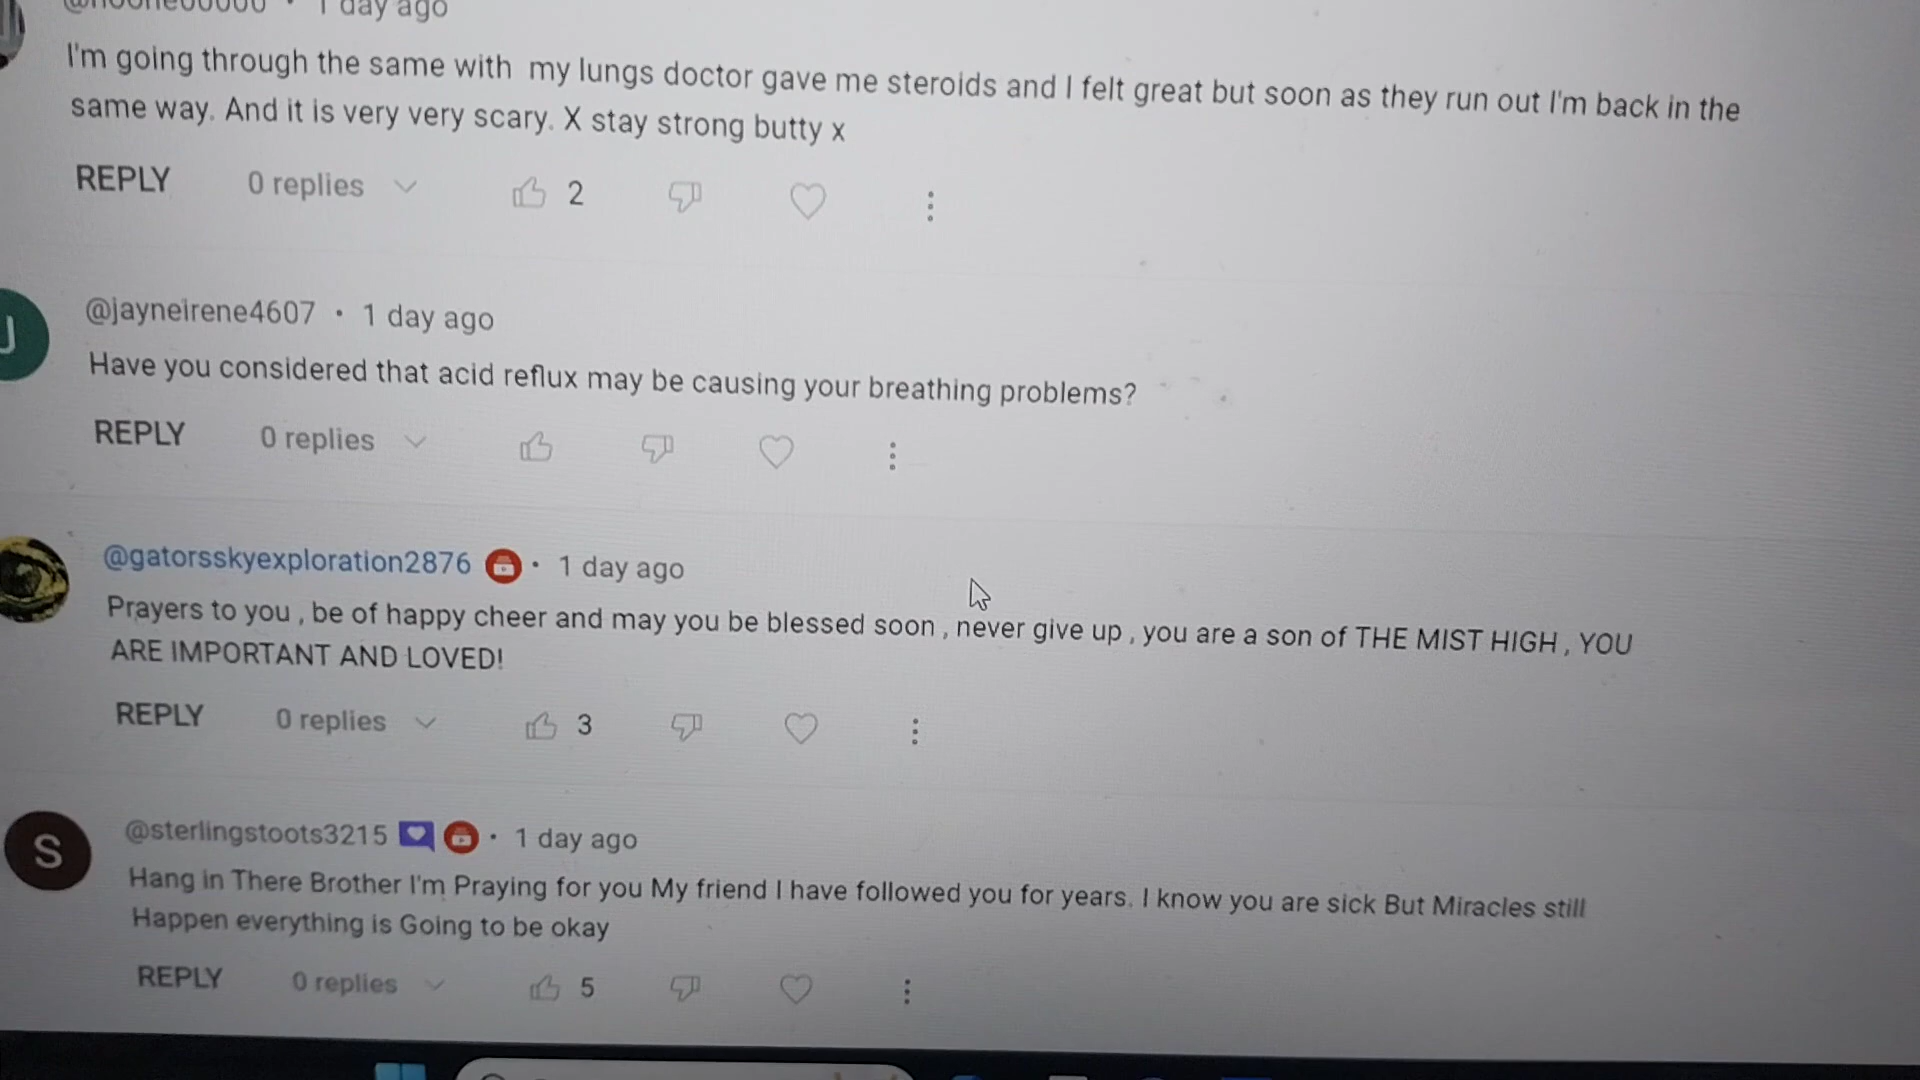 1 day ago
I'm going through the same with my lungs doctor gave me steroids and I felt great but soon as they run out I'm back in the
same way. And it is very very scary. X stay strong butty x
REPLY 0 replies 2
J
@jayneirene4607 • 1 day ago
Have you considered that acid reflux may be causing your breathing problems?
REPLY 0 replies
@gatorsskyexploration2876 • 1 day ago
Prayers to you , be of happy cheer and may you be blessed soon , never give up , you are a son of THE MIST HIGH , YOU
ARE IMPORTANT AND LOVED!
REPLY 0 replies 3
S
@sterlingstoots3215 • 1 day ago
Hang in There Brother I'm Praying for you My friend I have followed you for years. I know you are sick But Miracles still
Happen everything is Going to be okay
REPLY 0 replies 5